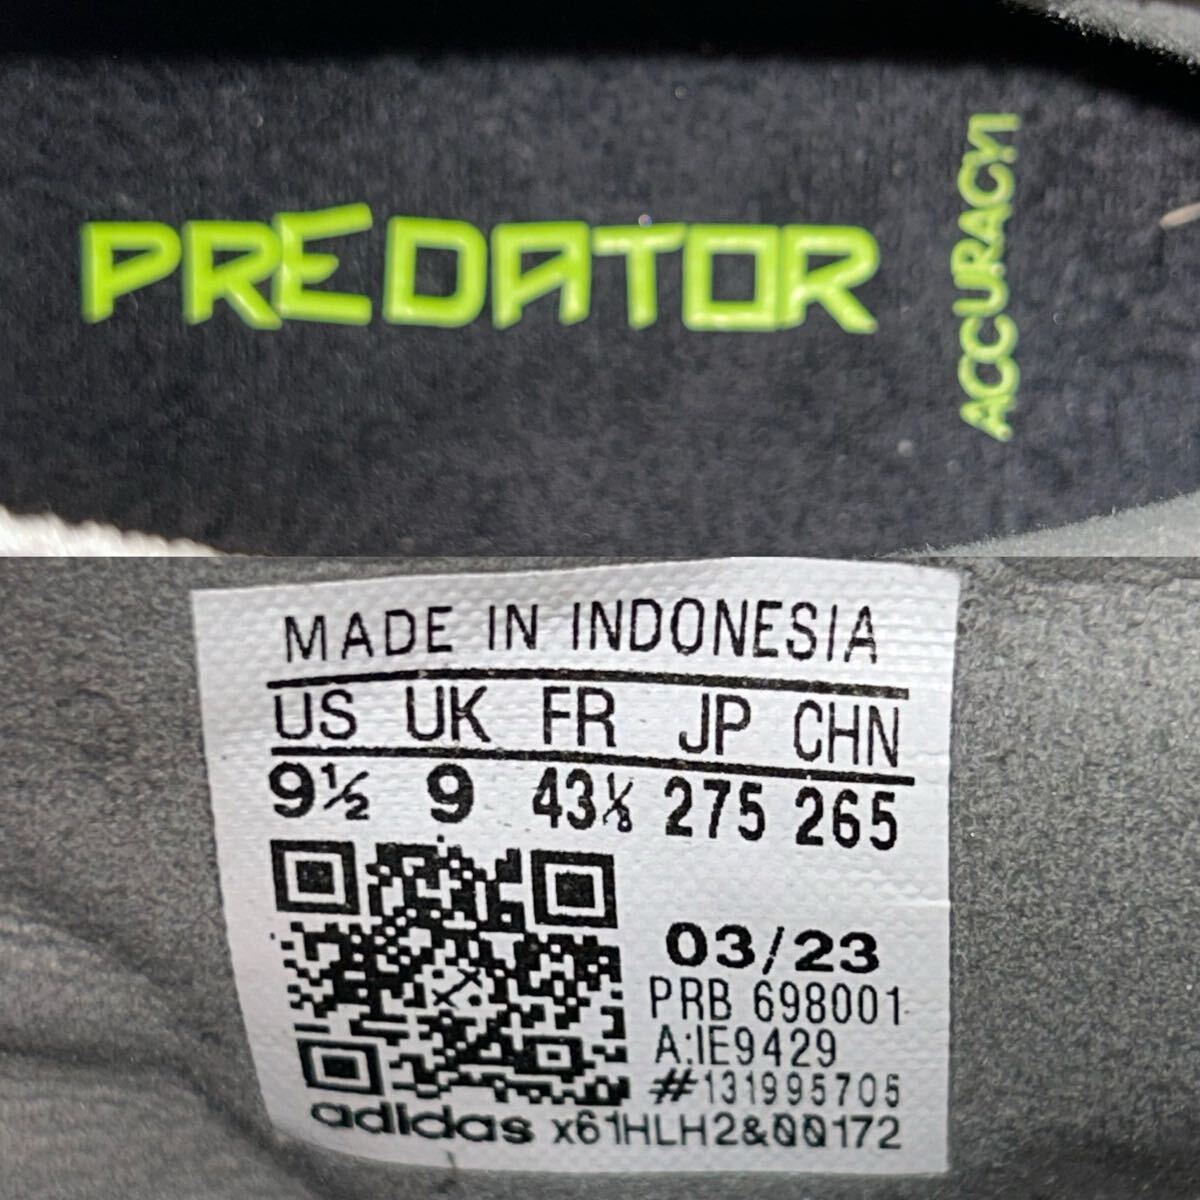 PREDATOR
ACCURACY.1
MADE IN INDONESIA
US UK FR JP CHN
9½ 9 43⅓ 275 265
03/23
PRB 698001
A:IE9429
#131995705
adidas x61HLH2&00172